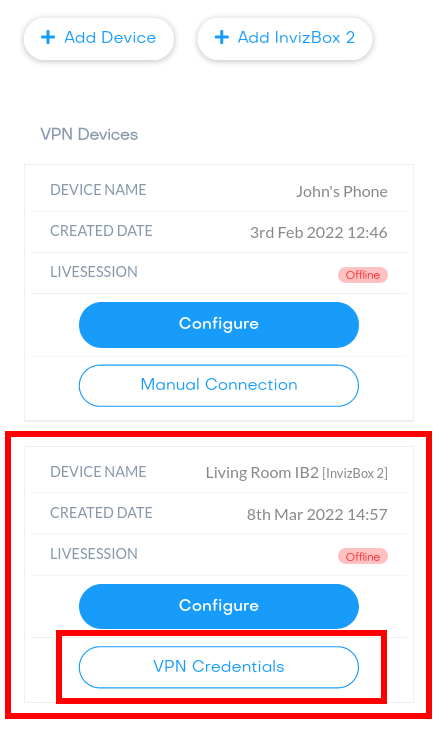 + Add Device + Add InvizBox 2
VPN Devices
DEVICE NAME John's Phone
CREATED DATE 3rd Feb 2022 12:46
LIVESESSION Offline
Configure
Manual Connection
DEVICE NAME Living Room IB2 [InvizBox 2]
CREATED DATE 8th Mar 2022 14:57
LIVESESSION Offline
Configure
VPN Credentials